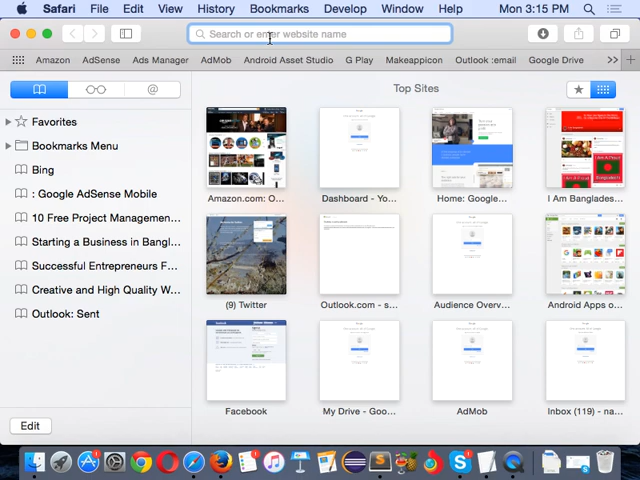 Safari File Edit View History Bookmarks Develop Window Help Mon 3:15 PM
Search or enter website name
Amazon AdSense Ads Manager AdMob Android Asset Studio G Play Makeappicon Outlook :email Google Drive >>
Top Sites
@
Favorites
Bookmarks Menu
Bing
: Google AdSense Mobile
10 Free Project Managemen...
Starting a Business in Bangl...
Successful Entrepreneurs F...
Creative and High Quality W...
Outlook: Sent
Edit
Amazon.com: O...
Dashboard - Yo...
Home: Google...
I Am Banglades...
(9) Twitter
Outlook.com - s...
Audience Overv...
Android Apps o...
Facebook
My Drive - Goo...
AdMob
Inbox (119) - na...